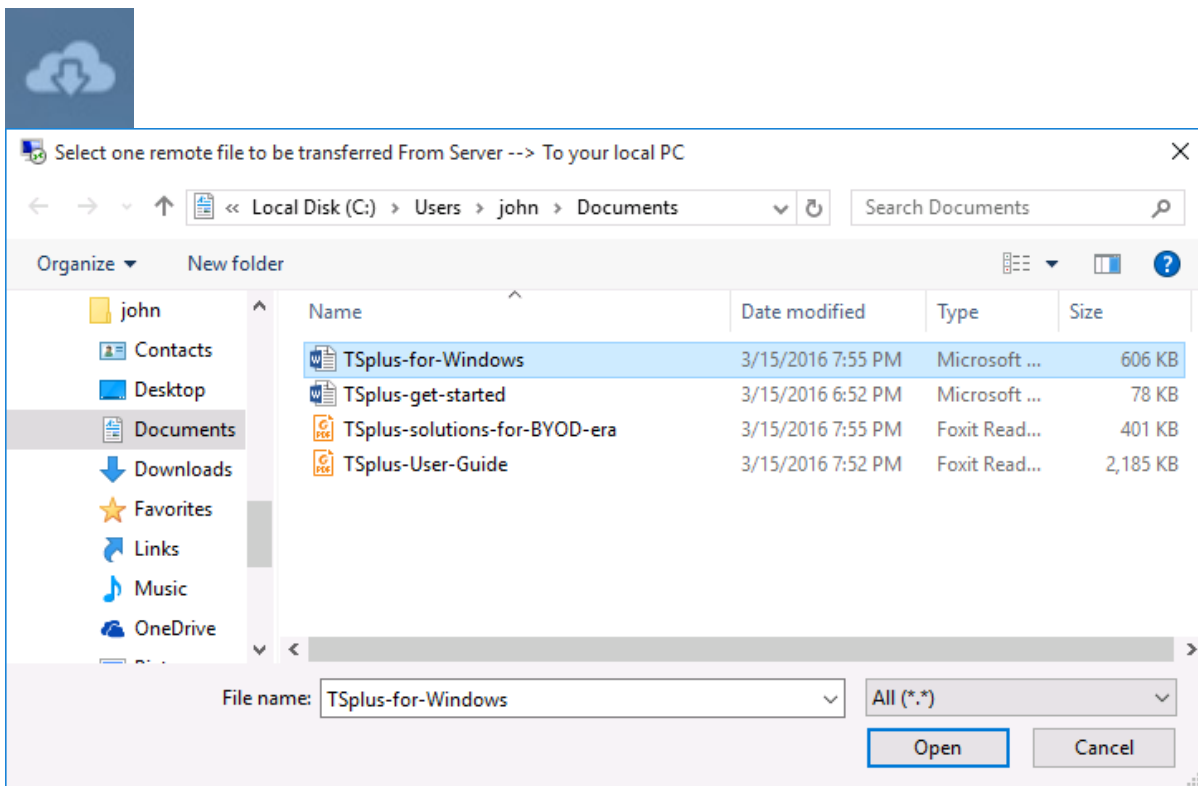 Select one remote file to be transferred From Server --> To your local PC
« Local Disk (C:) > Users > john > Documents
Search Documents
Organize
New folder
Name Date modified Type Size
john
Contacts
Desktop
Documents
Downloads
Favorites
Links
Music
OneDrive
TSplus-for-Windows 3/15/2016 7:55 PM Microsoft ... 606 KB
TSplus-get-started 3/15/2016 6:52 PM Microsoft ... 78 KB
TSplus-solutions-for-BYOD-era 3/15/2016 7:55 PM Foxit Read... 401 KB
TSplus-User-Guide 3/15/2016 7:52 PM Foxit Read... 2,185 KB
File name: TSplus-for-Windows
All (*.*)
Open
Cancel